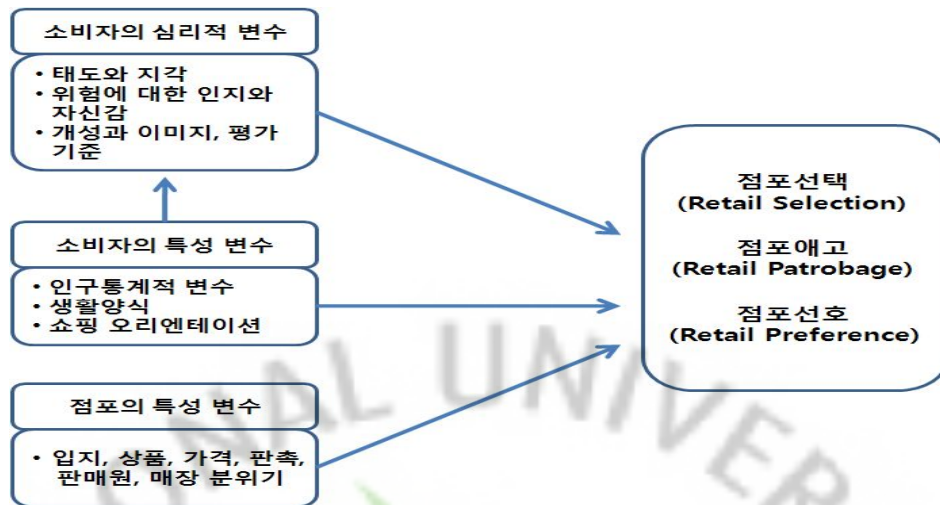 소비자의 심리적 변수
• 태도와 지각
• 위험에 대한 인지와
자신감
• 개성과 이미지, 평가
기준
소비자의 특성 변수
• 인구통계적 변수
• 생활양식
• 쇼핑 오리엔테이션
점포의 특성 변수
• 입지, 상품, 가격, 판촉,
판매원, 매장 분위기
점포선택
(Retail Selection)
점포애고
(Retail Patrobage)
점포선호
(Retail Preference)
ONAL UNIVER